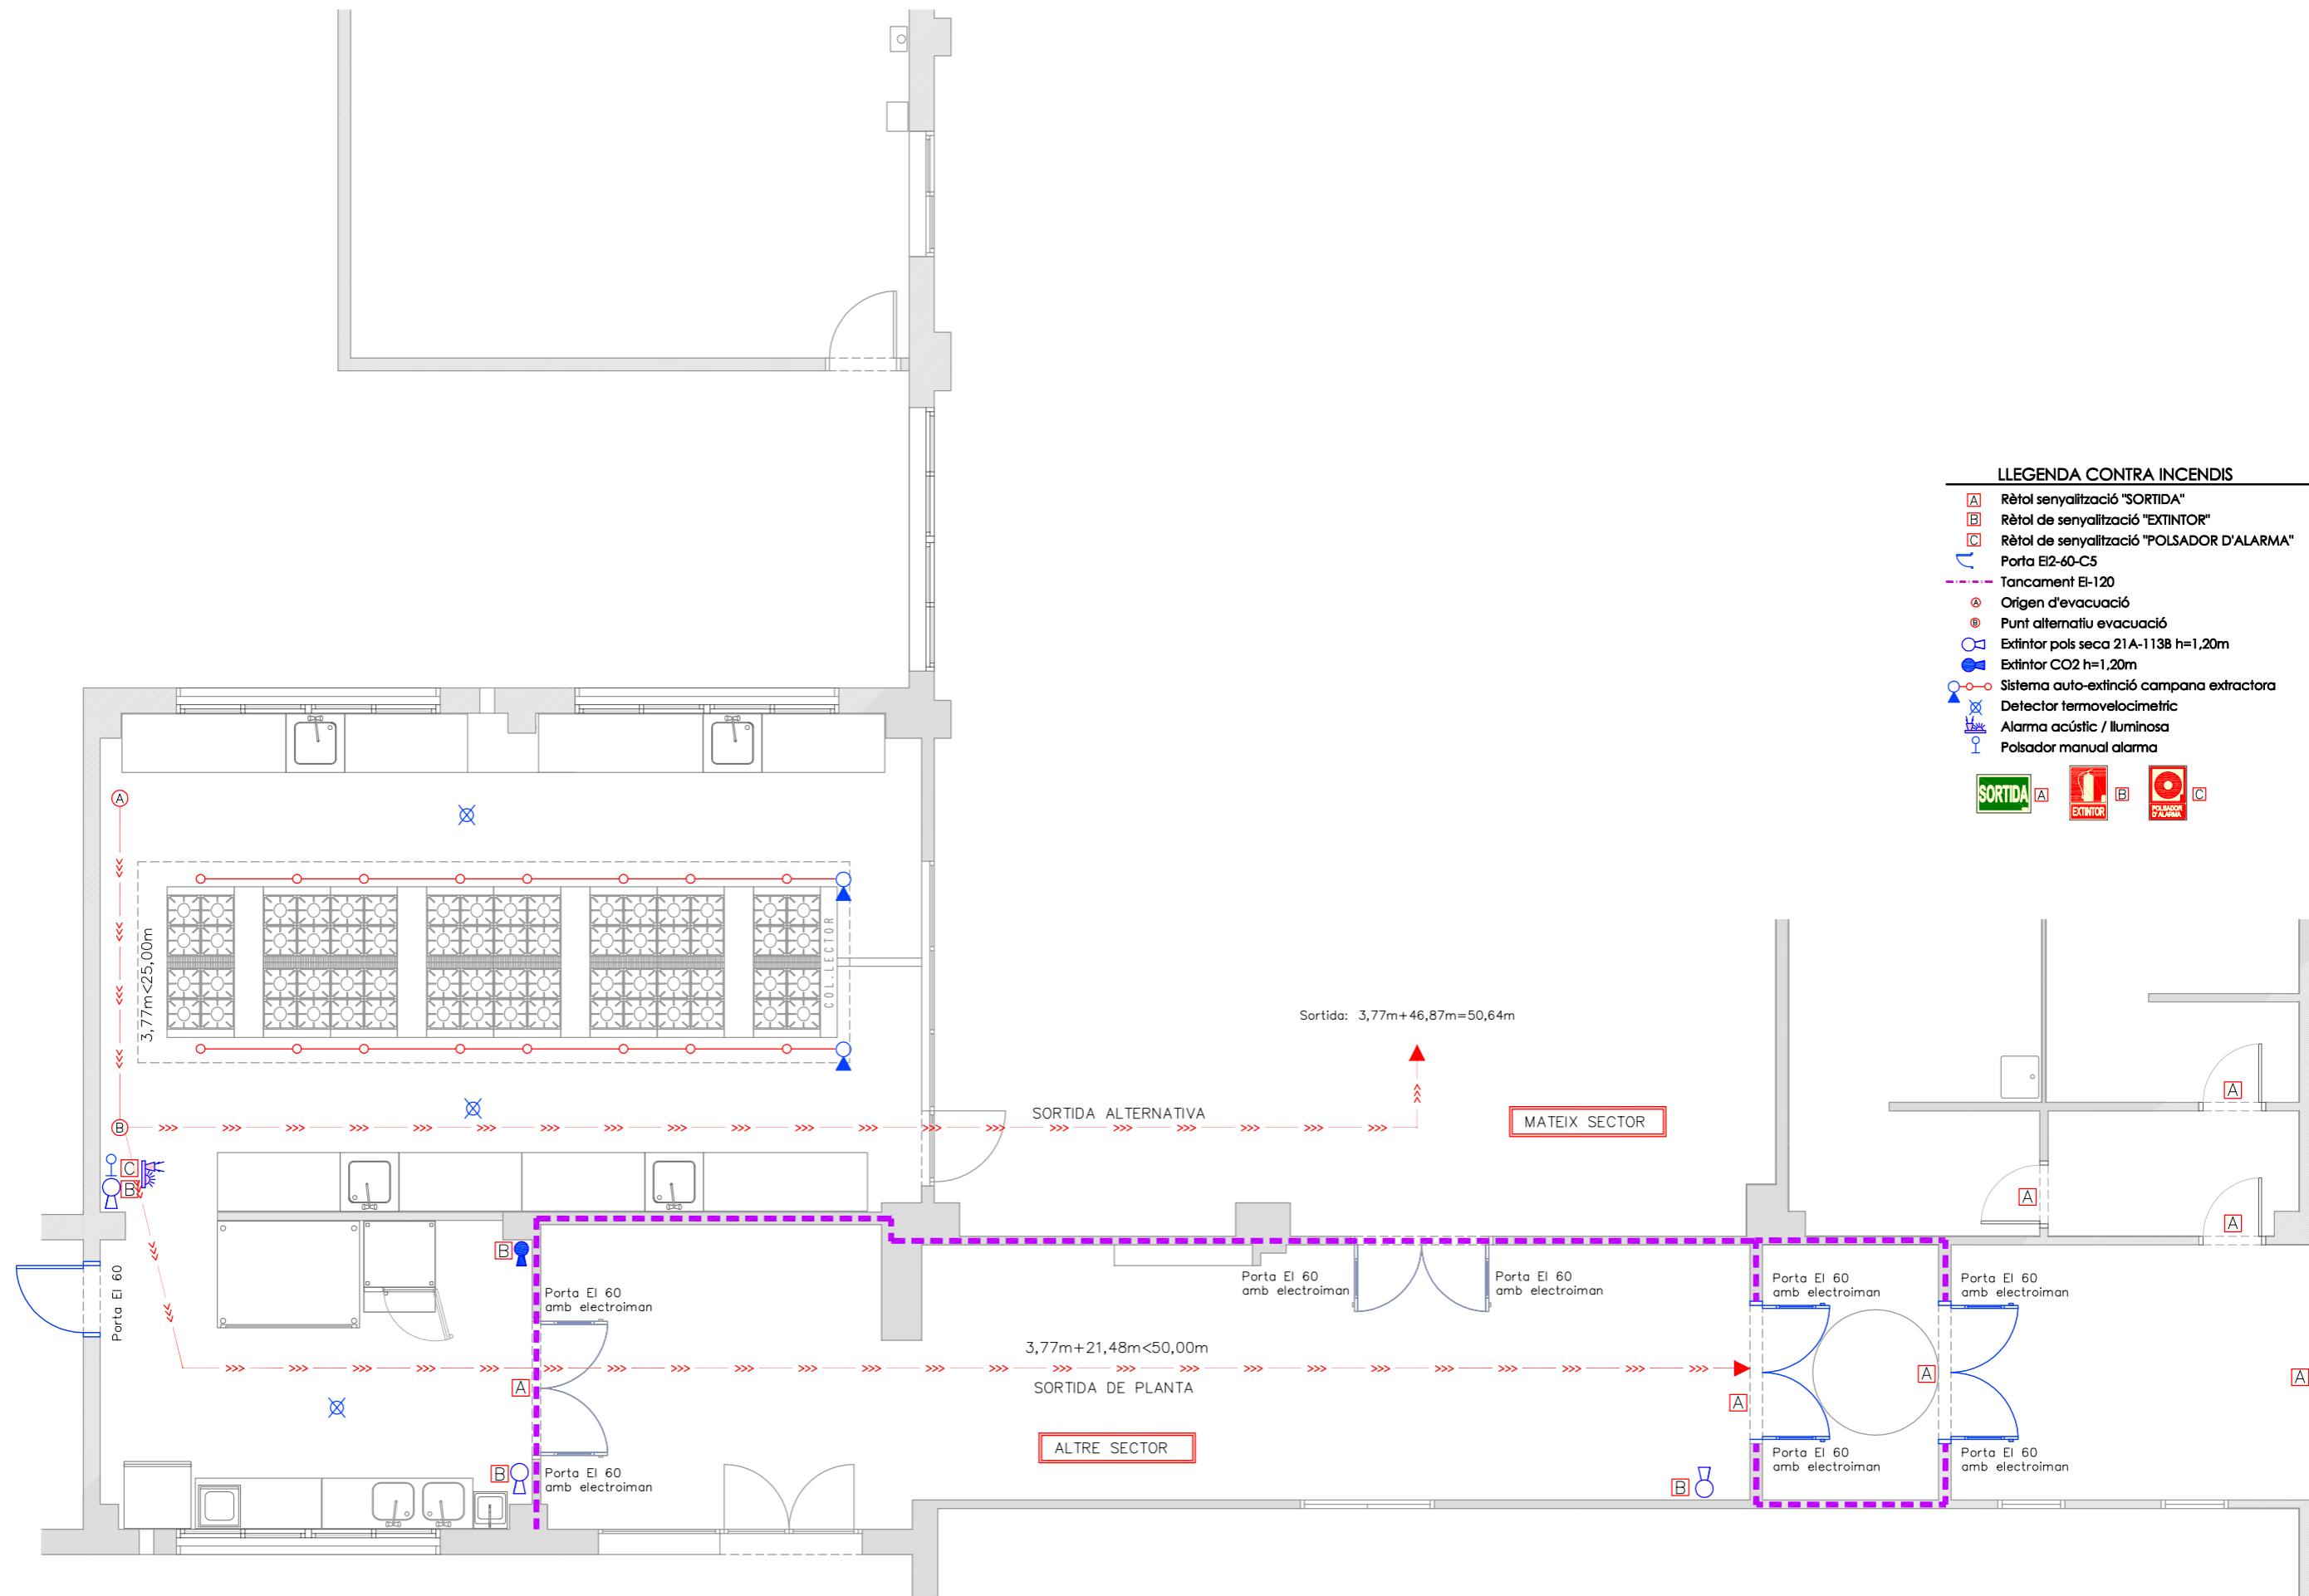 LLEGENDA CONTRA INCENDIS
A Rètol senyalització "SORTIDA"
B Rètol de senyalització "EXTINTOR"
C Rètol de senyalització "POLSADOR D'ALARMA"
Porta EI2-60-C5
Tancament EI-120
A Origen d'evacuació
B Punt alternatiu evacuació
Extintor pols seca 21A-113B h=1,20m
Extintor CO2 h=1,20m
Sistema auto-extinció campana extractora
Detector termovelocimetric
Alarma acústic / lluminosa
Polsador manual alarma
SORTIDA
A
EXTINTOR
B
POLSADOR
D'ALARMA
C
A
3,77m<25,00m
COL.LECTOR
Sortida: 3,77m+46,87m=50,64m
B
SORTIDA ALTERNATIVA
MATEIX SECTOR
A
A
A
C
B
B
Porta EI 60
Porta EI 60
amb electroiman
Porta EI 60
amb electroiman
Porta EI 60
amb electroiman
Porta EI 60
amb electroiman
Porta EI 60
amb electroiman
3,77m+21,48m<50,00m
SORTIDA DE PLANTA
A
A
A
A
ALTRE SECTOR
B
Porta EI 60
amb electroiman
Porta EI 60
amb electroiman
Porta EI 60
amb electroiman
B